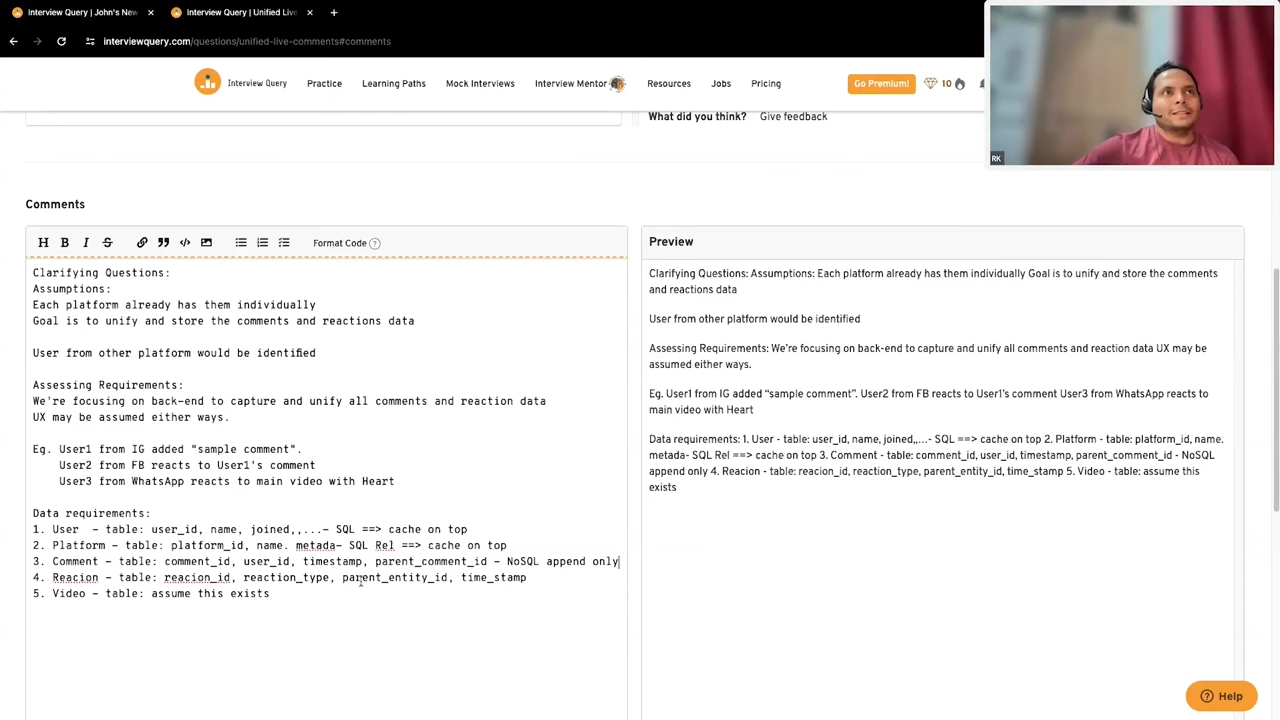 Interview Query | John's New
Interview Query | Unified Liv
interviewquery.com/questions/unified-live-comments#comments
Interview Query
Practice
Learning Paths
Mock Interviews
Interview Mentor
Resources
Jobs
Pricing
Go Premium!
10
RK
What did you think? Give feedback
Comments
H B I S Format Code ?
Clarifying Questions:
Assumptions:
Each platform already has them individually
Goal is to unify and store the comments and reactions data
User from other platform would be identified
Assessing Requirements:
We're focusing on back-end to capture and unify all comments and reaction data
UX may be assumed either ways.
Eg. User1 from IG added "sample comment".
User2 from FB reacts to User1's comment
User3 from WhatsApp reacts to main video with Heart
Data requirements:
1. User - table: user_id, name, joined,,...- SQL ==> cache on top
2. Platform - table: platform_id, name. metada- SQL Rel ==> cache on top
3. Comment - table: comment_id, user_id, timestamp, parent_comment_id - NoSQL append only
4. Reacion - table: reacion_id, reaction_type, parent_entity_id, time_stamp
5. Video - table: assume this exists
Preview
Clarifying Questions: Assumptions: Each platform already has them individually Goal is to unify and store the comments
and reactions data
User from other platform would be identified
Assessing Requirements: We're focusing on back-end to capture and unify all comments and reaction data UX may be
assumed either ways.
Eg. User1 from IG added “sample comment”. User2 from FB reacts to User1's comment User3 from WhatsApp reacts to
main video with Heart
Data requirements: 1. User - table: user_id, name, joined,,…- SQL ==> cache on top 2. Platform - table: platform_id, name.
metada- SQL Rel ==> cache on top 3. Comment - table: comment_id, user_id, timestamp, parent_comment_id - NoSQL
append only 4. Reacion - table: reacion_id, reaction_type, parent_entity_id, time_stamp 5. Video - table: assume this
exists
Help